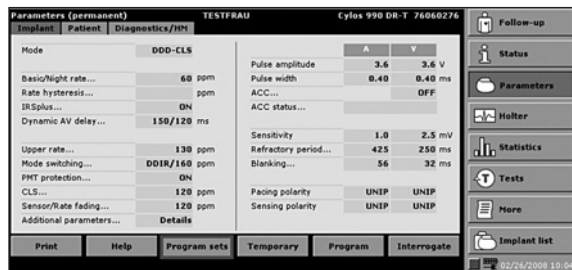 Parameters (permanent) TESTFRAU Cylos 990 DR-T 76060276
Implant Patient Diagnostics/HM
Mode DDD-CLS
Basic/Night rate... 60 ppm
Rate hysteresis... ppm
IRSplus... ON
Dynamic AV delay... 150/120 ms
Upper rate... 130 ppm
Mode switching... DDIR/160 ppm
PMT protection... ON
CLS... 120 ppm
Sensor/Rate fading... 120 ppm
Additional parameters... Details
A V
Pulse amplitude 3.6 3.6 V
Pulse width 0.40 0.40 ms
ACC... OFF
ACC status...
Sensitivity 1.0 2.5 mV
Refractory period... 425 250 ms
Blanking... 56 32 ms
Pacing polarity UNIP UNIP
Sensing polarity UNIP UNIP
Print Help Program sets Temporary Program Interrogate
Follow-up
Status
Parameters
Holter
Statistics
T Tests
More
Implant list
02/26/2008 10:04